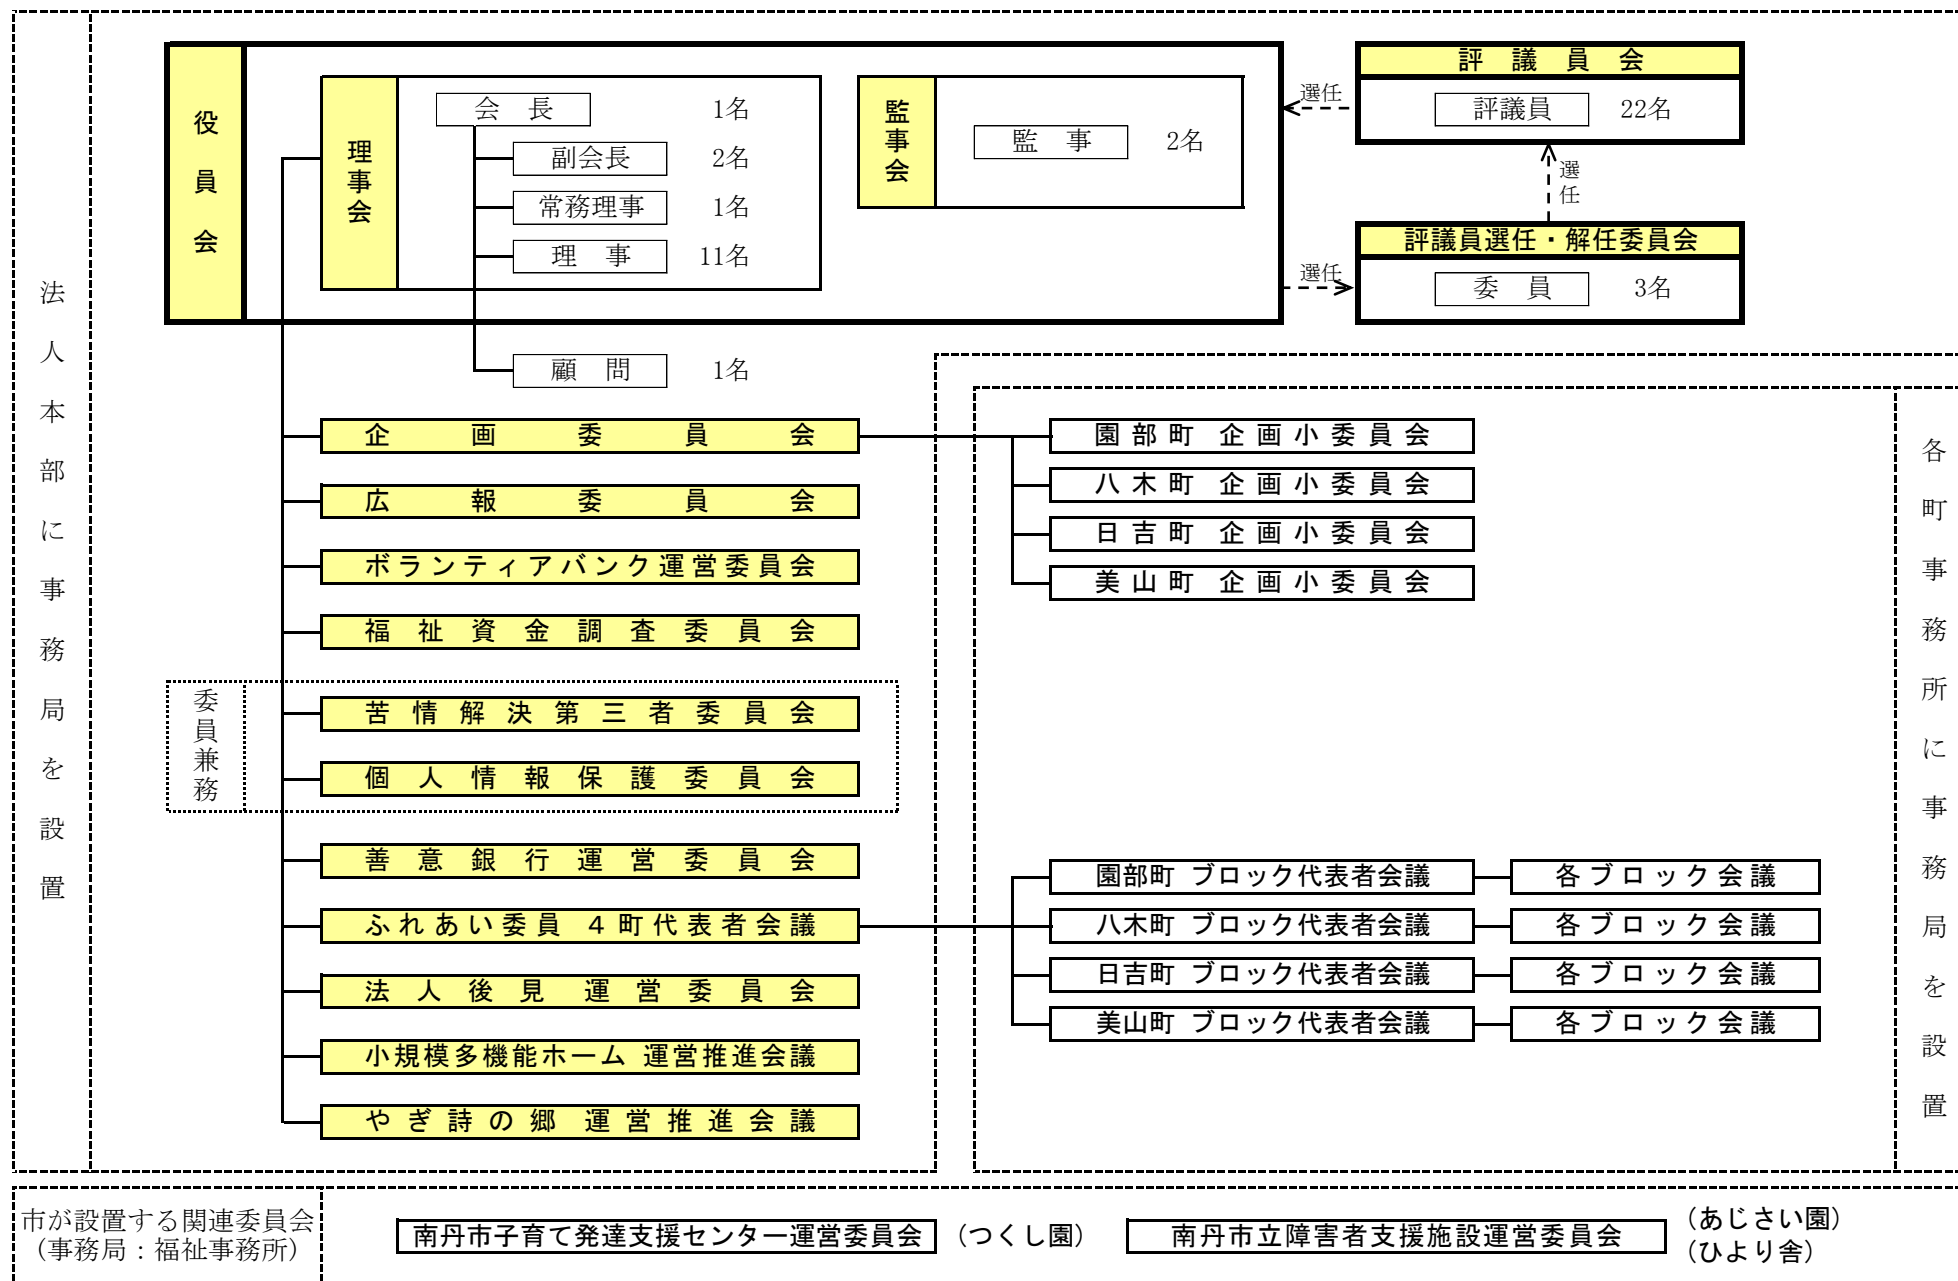 法人本部に事務局を設置
役員会
理事会
会　長　1名
副会長　2名
常務理事　1名
理　事　11名
顧　問　1名
監事会
監　事　2名
選任
評　議　員　会
評議員　22名
選任
評議員選任・解任委員会
委　員　3名
選任
企画委員会
広報委員会
ボランティアバンク運営委員会
福祉資金調査委員会
委員兼務
苦情解決第三者委員会
個人情報保護委員会
善意銀行運営委員会
ふれあい委員 ４町代表者会議
法人後見 運営委員会
小規模多機能ホーム 運営推進会議
やぎ詩の郷 運営推進会議
園部町 企画小委員会
八木町 企画小委員会
日吉町 企画小委員会
美山町 企画小委員会
園部町 ブロック代表者会議　各ブロック会議
八木町 ブロック代表者会議　各ブロック会議
日吉町 ブロック代表者会議　各ブロック会議
美山町 ブロック代表者会議　各ブロック会議
各町事務所に事務局を設置
市が設置する関連委員会
（事務局：福祉事務所）
南丹市子育て発達支援センター運営委員会　（つくし園）
南丹市立障害者支援施設運営委員会
（あじさい園）
（ひより舎）